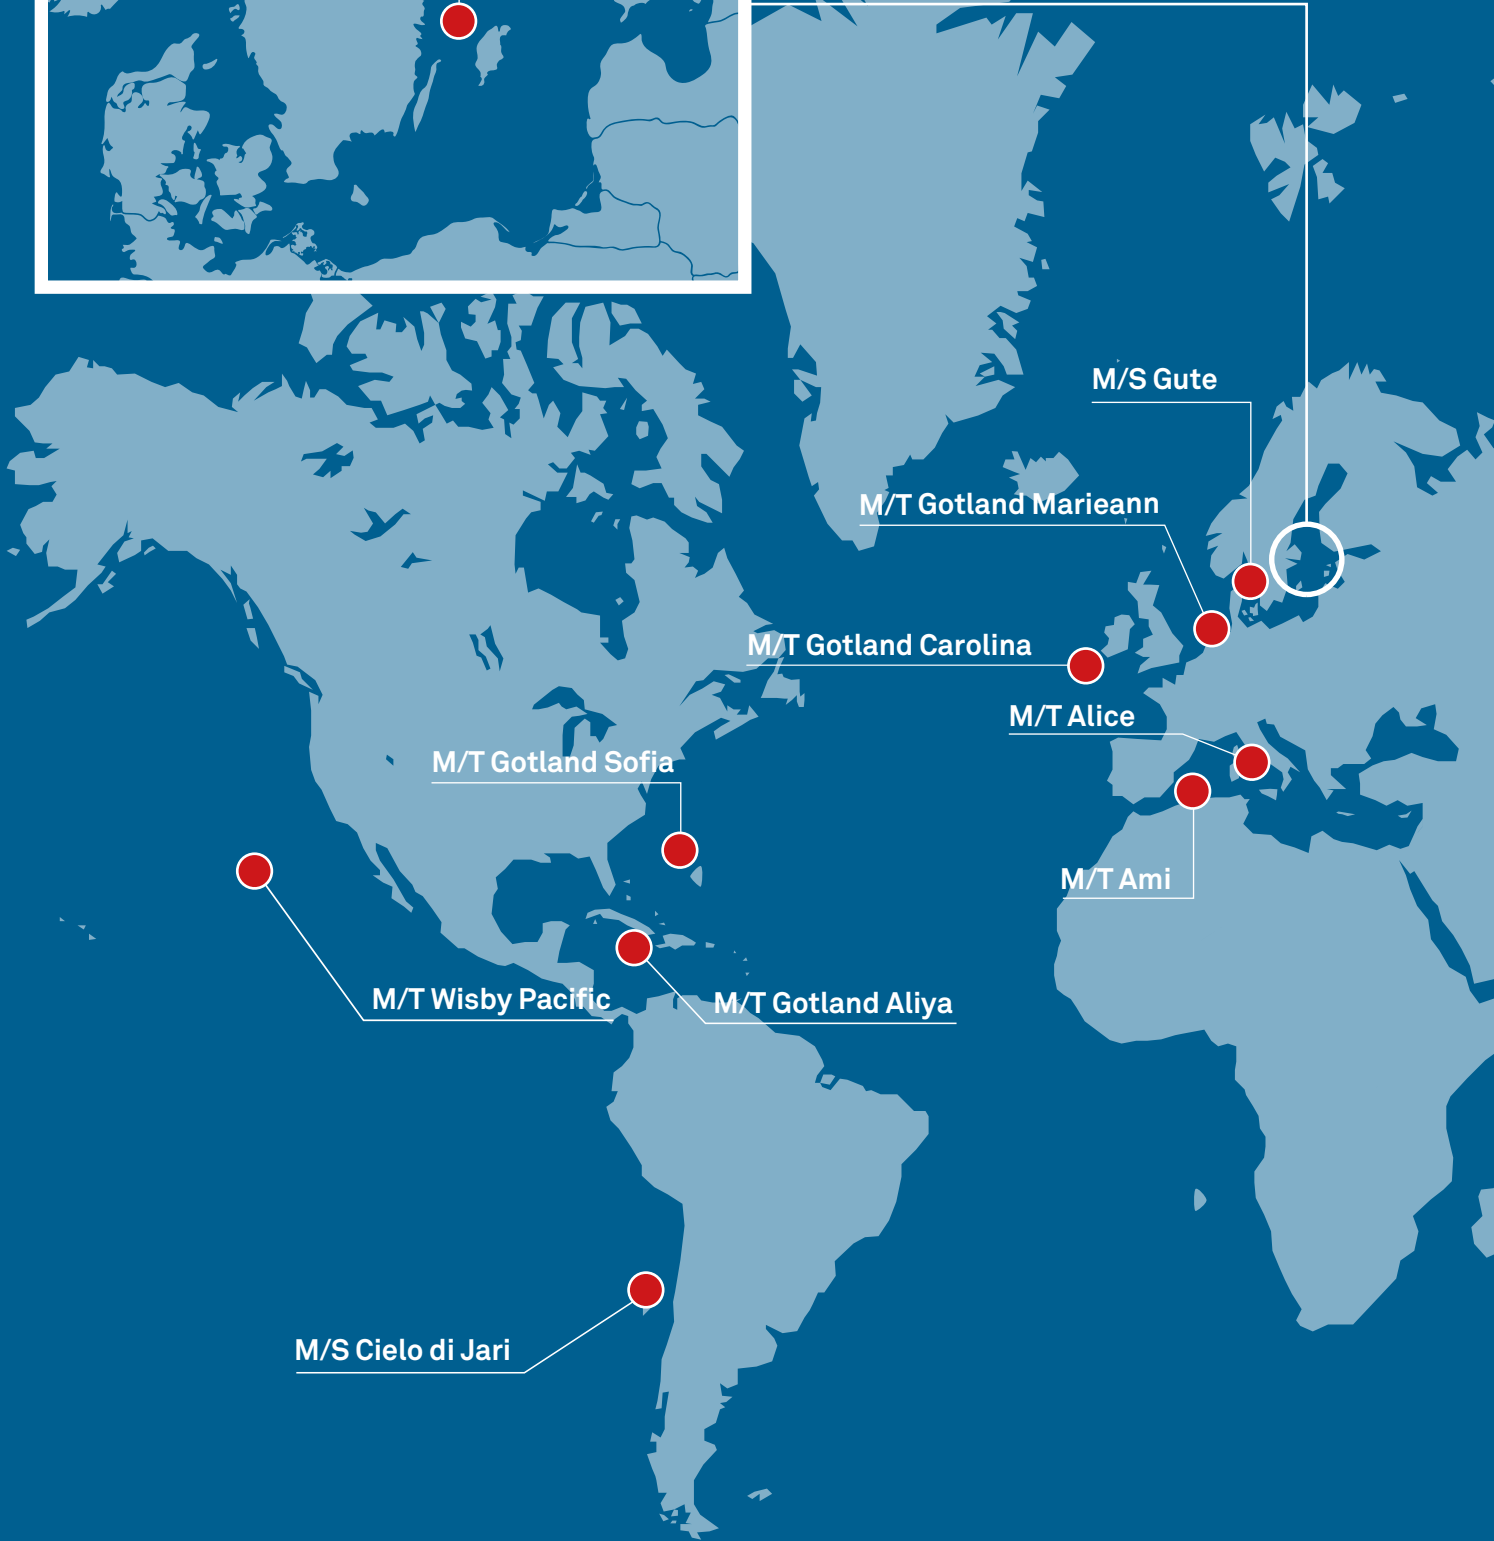 M/S Gute
M/T Gotland Marieann
M/T Gotland Carolina
M/T Alice
M/T Gotland Sofia
M/T Ami
M/T Wisby Pacific
M/T Gotland Aliya
M/S Cielo di Jari